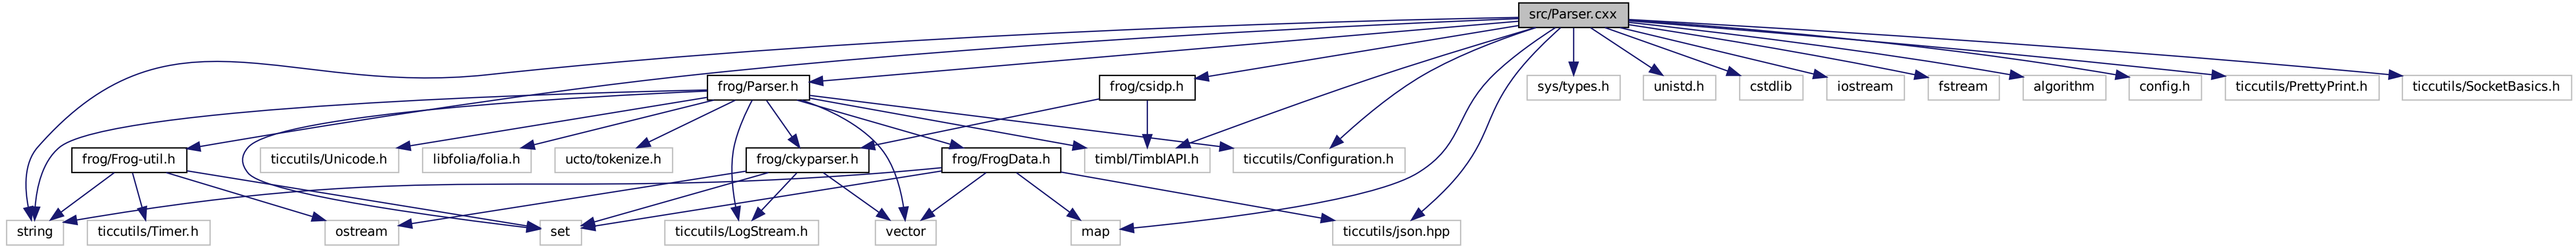 src/Parser.cxx
frog/Parser.h
frog/csidp.h
sys/types.h
unistd.h
cstdlib
iostream
fstream
algorithm
config.h
ticcutils/PrettyPrint.h
ticcutils/SocketBasics.h
frog/Frog-util.h
ticcutils/Unicode.h
libfolia/folia.h
ucto/tokenize.h
frog/ckyparser.h
frog/FrogData.h
timbl/TimblAPI.h
ticcutils/Configuration.h
string
ticcutils/Timer.h
ostream
set
ticcutils/LogStream.h
vector
map
ticcutils/json.hpp